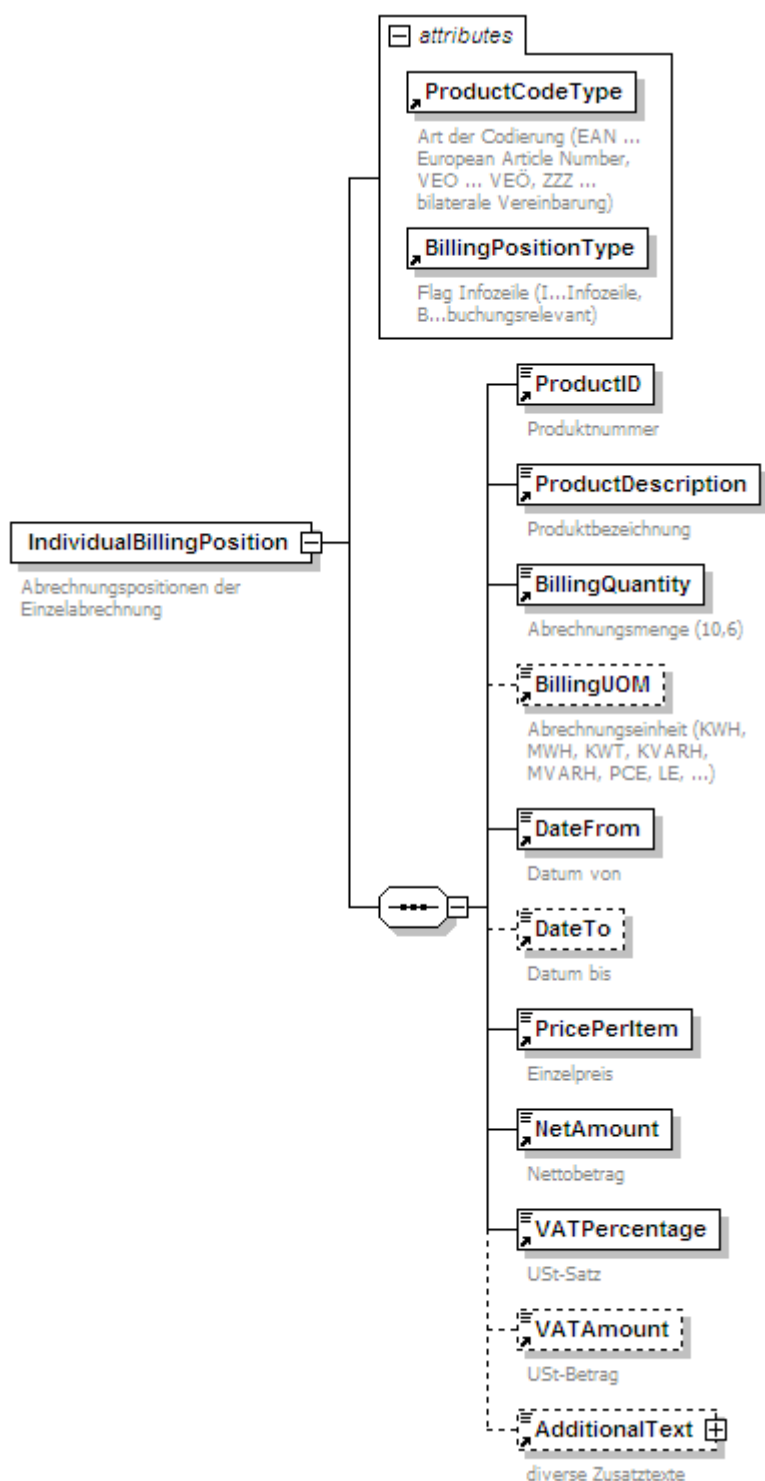 attributes
ProductCodeType
Art der Codierung (EAN ...
European Article Number,
VEO ... VEÖ, ZZZ ...
bilaterale Vereinbarung)
BillingPositionType
Flag Infozeile (I...Infozeile,
B...buchungsrelevant)
IndividualBillingPosition
Abrechnungspositionen der
Einzelabrechnung
ProductID
Produktnummer
ProductDescription
Produktbezeichnung
BillingQuantity
Abrechnungsmenge (10,6)
BillingUOM
Abrechnungseinheit (KWH,
MWH, KWT, KVARH,
MVARH, PCE, LE, ...)
DateFrom
Datum von
DateTo
Datum bis
PricePerItem
Einzelpreis
NetAmount
Nettobetrag
VATPercentage
USt-Satz
VATAmount
USt-Betrag
AdditionalText
diverse Zusatztexte